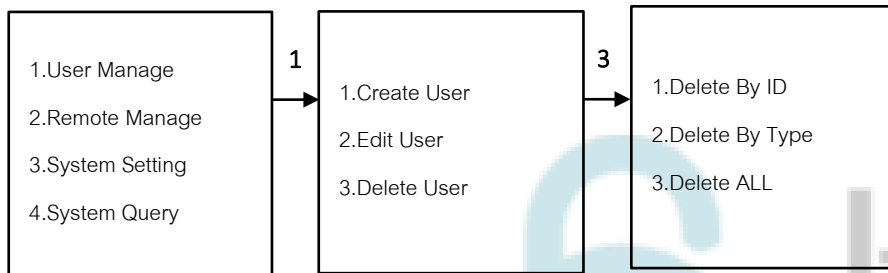 1.User Manage
2.Remote Manage
3.System Setting
4.System Query
1
1.Create User
2.Edit User
3.Delete User
3
1.Delete By ID
2.Delete By Type
3.Delete ALL